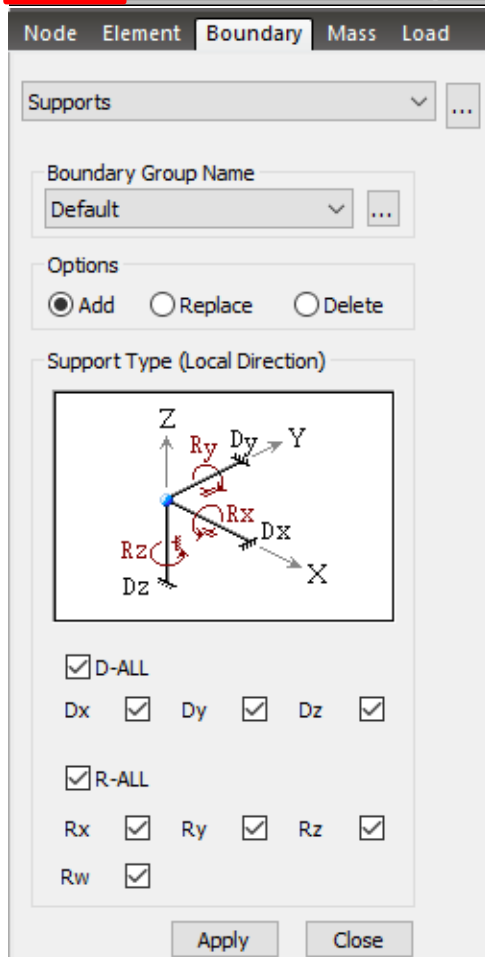 Node Element Boundary Mass Load
Supports ...
Boundary Group Name
Default ...
Options
Add Replace Delete
Support Type (Local Direction)
Z
Ry Dy Y
Rx Dx
Rz
Dz X
D-ALL
Dx Dy Dz
R-ALL
Rx Ry Rz
Rw
Apply Close